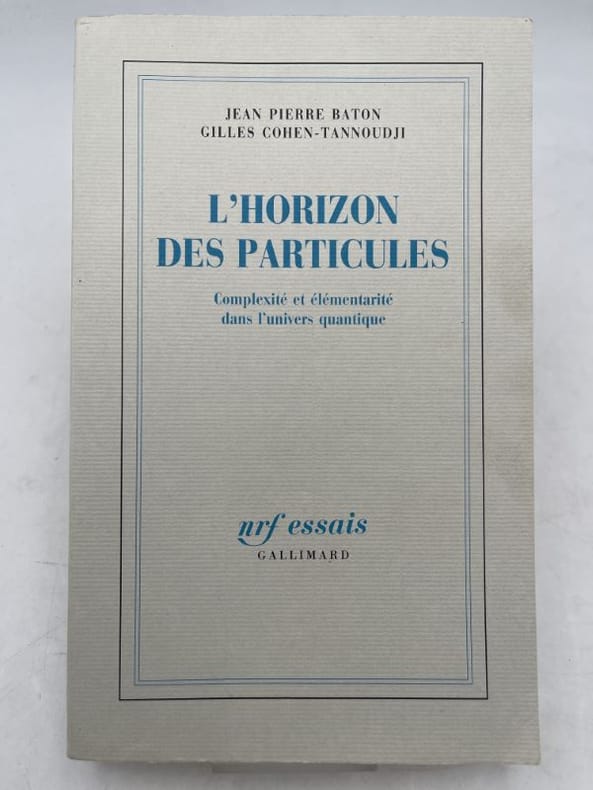 JEAN PIERRE BATON
GILLES COHEN-TANNOUDJI
L'HORIZON
DES PARTICULES
Complexité et élémentarité
dans l'univers quantique
nrf essais
GALLIMARD